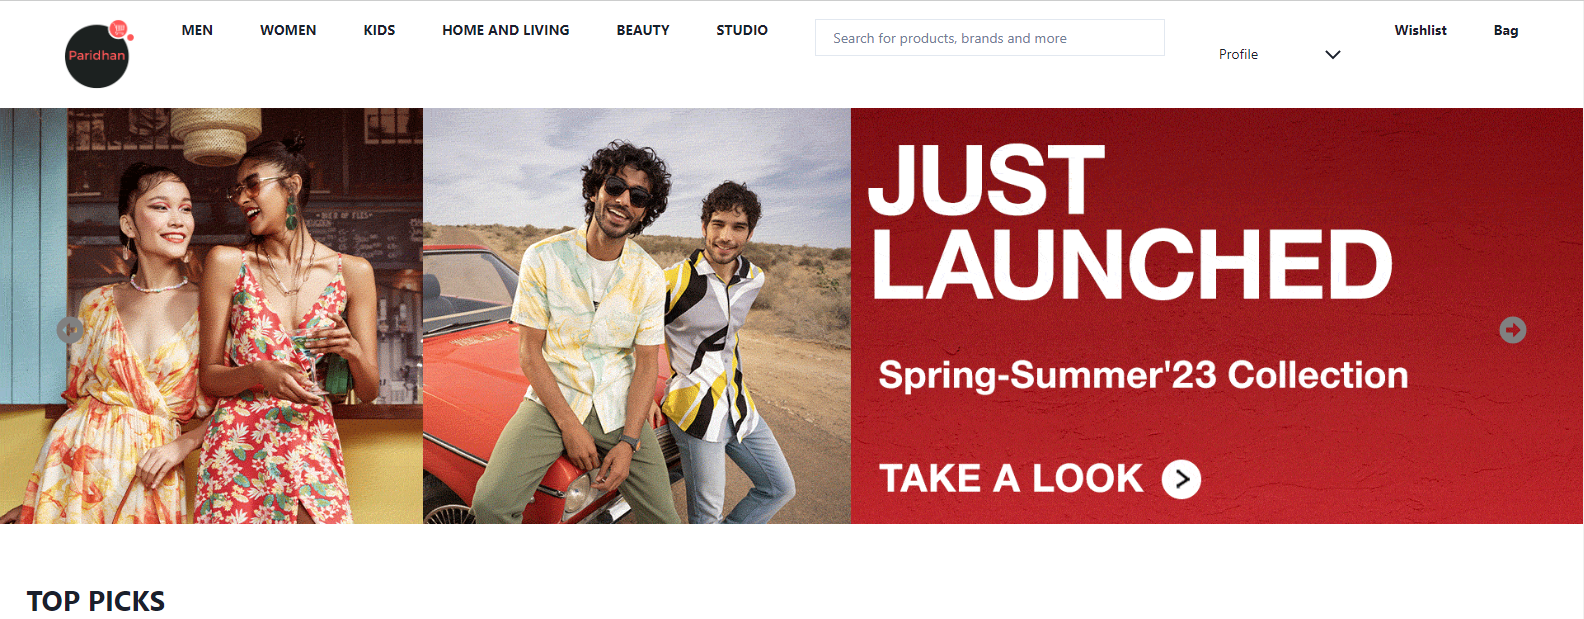 Paridhan
MEN
WOMEN
KIDS
HOME AND LIVING
BEAUTY
STUDIO
Search for products, brands and more
Profile
Wishlist
Bag
JUST
LAUNCHED
Spring-Summer'23 Collection
TAKE A LOOK
TOP PICKS